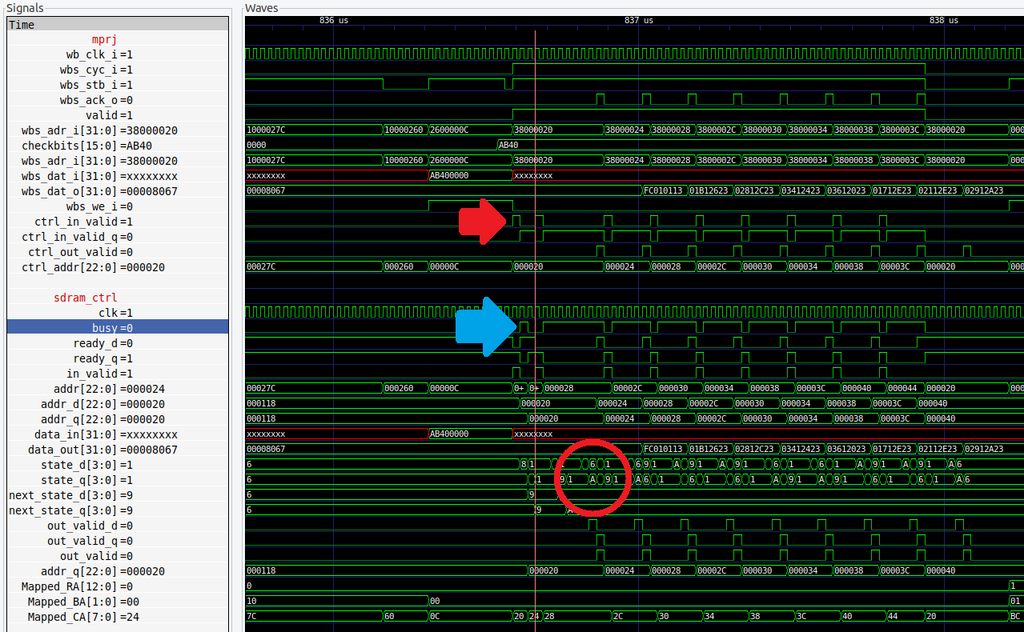 Signals
Waves
Time
836 us 837 us 838 us
mprj
wb_clk_i=1
wbs_cyc_i=1
wbs_stb_i=1
wbs_ack_o=0
valid=1
wbs_adr_i[31:0]=38000020 1000027C 10000260 2600000C 38000020 38000024 38000028 3800002C 38000030 38000034 38000038 3800003C 38000020 000
checkbits[15:0]=AB40 0000 AB40
wbs_adr_i[31:0]=38000020 1000027C 10000260 2600000C 38000020 38000024 38000028 3800002C 38000030 38000034 38000038 3800003C 38000020 000
wbs_dat_i[31:0]=xxxxxxxx xxxxxxxx AB400000 xxxxxxxx
wbs_dat_o[31:0]=00008067 00008067 FC010113 01B12623 02812C23 03412423 03612023 01712E23 02112E23 02912A23
wbs_we_i=0
ctrl_in_valid=1
ctrl_in_valid_q=0
ctrl_out_valid=0
ctrl_addr[22:0]=000020 00027C 000260 00000C 000020 000024 000028 00002C 000030 000034 000038 00003C 000020 000
sdram_ctrl
clk=1
busy=0
ready_d=0
ready_q=1
in_valid=1
addr[22:0]=000024 00027C 000260 00000C 0+ 0+ 000028 00002C 000030 000034 000038 00003C 000040 000044 000020 000
addr_d[22:0]=000020 000118 000020 000024 000028 00002C 000030 000034 000038 00003C 000040
addr_q[22:0]=000020 000118 000020 000024 000028 00002C 000030 000034 000038 00003C 000040
data_in[31:0]=xxxxxxxx xxxxxxxx AB400000 xxxxxxxx
data_out[31:0]=00008067 00008067 FC010113 01B12623 02812C23 03412423 03612023 01712E23 02112E23 02912A23
state_d[3:0]=1 6 8 1 1 6 1 6 9 1 A 9 1 A 9 1 6 1 6 1 A 9 1 A 9 1 A 6
state_q[3:0]=1 6 1 9 1 A 9 1 A 6 1 6 1 6 1 A 9 1 A 9 1 6 1 6 1 A 6
next_state_d[3:0]=9 6 9
next_state_q[3:0]=9 6 9 A
out_valid_d=0
out_valid_q=0
out_valid=0
addr_q[22:0]=000020 000118 000020 000024 000028 00002C 000030 000034 000038 00003C 000040
Mapped_RA[12:0]=0 0 1
Mapped_BA[1:0]=00 10 00 01
Mapped_CA[7:0]=24 7C 60 0C 20 24 28 2C 30 34 38 3C 40 44 20 BC